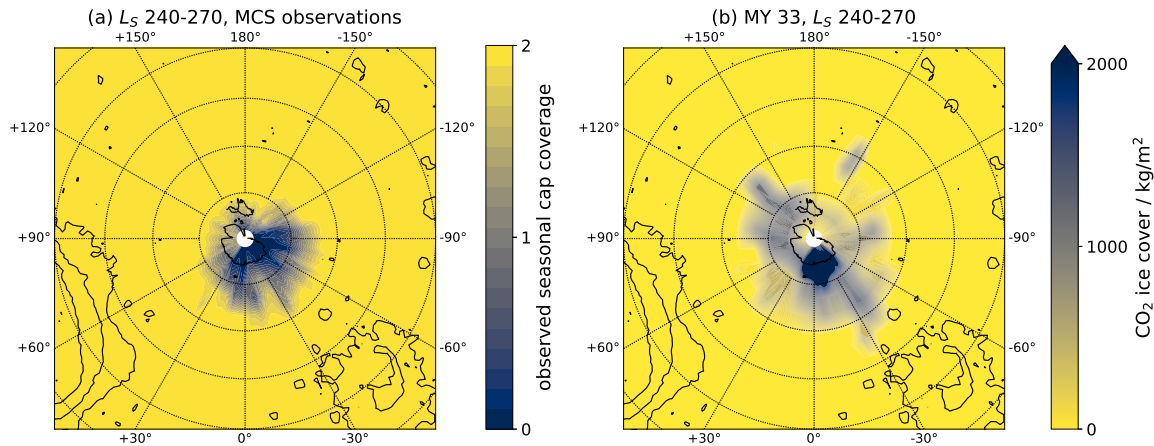 (a) L_S 240-270, MCS observations
+150° 180° -150°
+120° -120°
+90° -90°
+60° -60°
+30° 0° -30°
2
1
0
observed seasonal cap coverage
(b) MY 33, L_S 240-270
+150° 180° -150°
+120° -120°
+90° -90°
+60° -60°
+30° 0° -30°
2000
1000
0
CO₂ ice cover / kg/m²